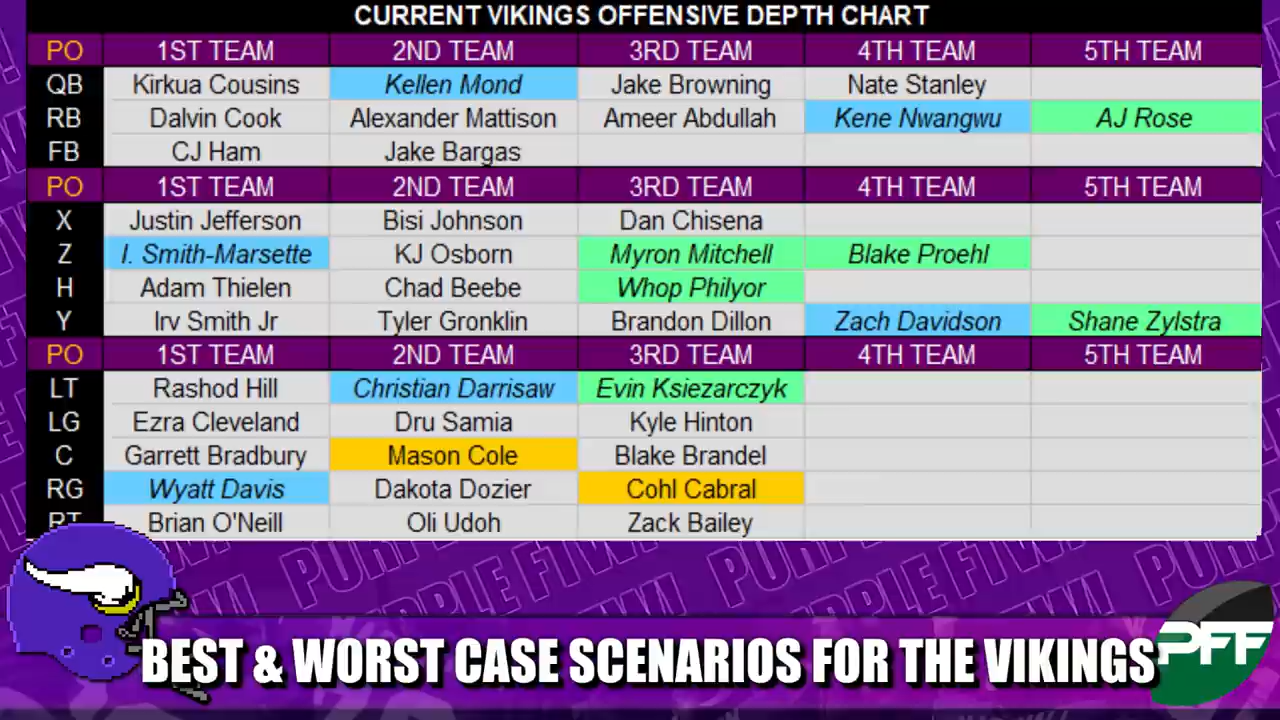 CURRENT VIKINGS OFFENSIVE DEPTH CHART
PO 1ST TEAM 2ND TEAM 3RD TEAM 4TH TEAM 5TH TEAM
QB Kirkua Cousins Kellen Mond Jake Browning Nate Stanley
RB Dalvin Cook Alexander Mattison Ameer Abdullah Kene Nwangwu AJ Rose
FB CJ Ham Jake Bargas
PO 1ST TEAM 2ND TEAM 3RD TEAM 4TH TEAM 5TH TEAM
X Justin Jefferson Bisi Johnson Dan Chisena
Z I. Smith-Marsette KJ Osborn Myron Mitchell Blake Proehl
H Adam Thielen Chad Beebe Whop Philyor
Y Irv Smith Jr Tyler Gronklin Brandon Dillon Zach Davidson Shane Zylstra
PO 1ST TEAM 2ND TEAM 3RD TEAM 4TH TEAM 5TH TEAM
LT Rashod Hill Christian Darrisaw Evin Ksiezarczyk
LG Ezra Cleveland Dru Samia Kyle Hinton
C Garrett Bradbury Mason Cole Blake Brandel
RG Wyatt Davis Dakota Dozier Cohl Cabral
RT Brian O'Neill Oli Udoh Zack Bailey
BEST & WORST CASE SCENARIOS FOR THE VIKINGS
PFF